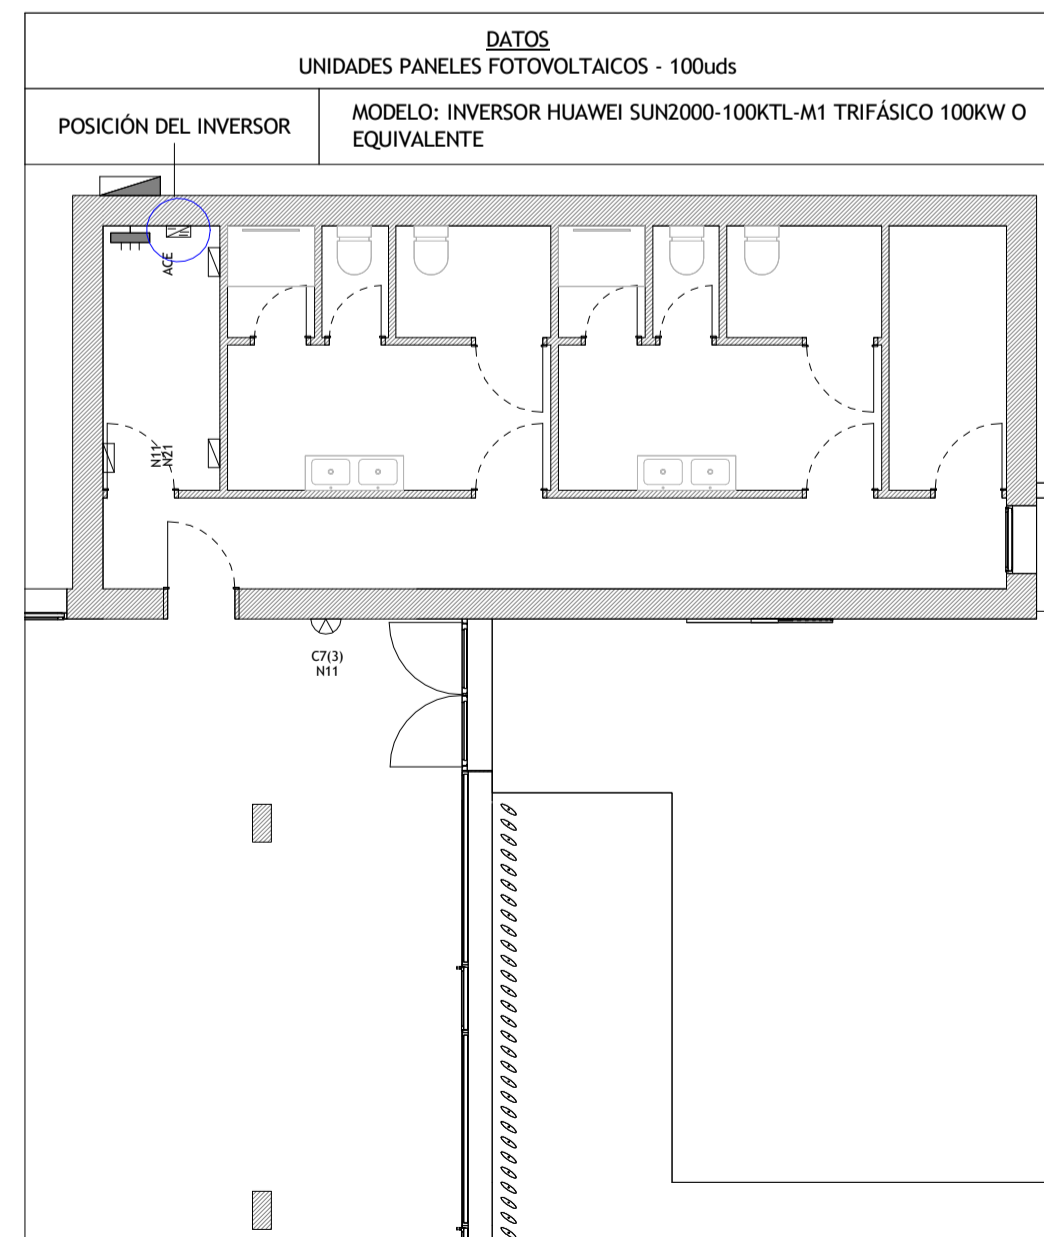 DATOS
UNIDADES PANELES FOTOVOLTAICOS - 100uds
POSICIÓN DEL INVERSOR
MODELO: INVERSOR HUAWEI SUN2000-100KTL-M1 TRIFÁSICO 100KW O
EQUIVALENTE
ACE
N11
N21
C7(3)
N11